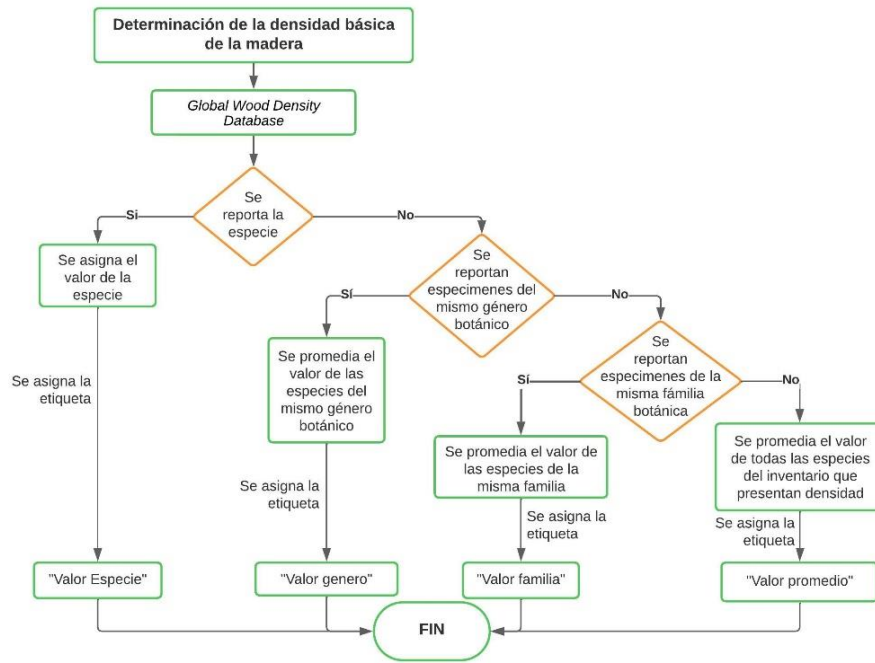 Determinación de la densidad básica
de la madera
Global Wood Density
Database
Se
reporta la
especie
Si
No
Se asigna el
valor de la
especie
Se
reportan
especimenes del
mismo género
botánico
Sí
No
Se promedia el
valor de las
especies del
mismo género
botánico
Se
reportan
especimenes de la
misma fámilia
botánica
Sí
No
Se asigna la
etiqueta
Se promedia el valor de
las especies de la
misma familia
Se promedia el valor
de todas las especies
del inventario que
presentan densidad
Se asigna la
etiqueta
Se asigna la
etiqueta
Se asigna la
etiqueta
"Valor Especie"
"Valor genero"
"Valor familia"
"Valor promedio"
FIN